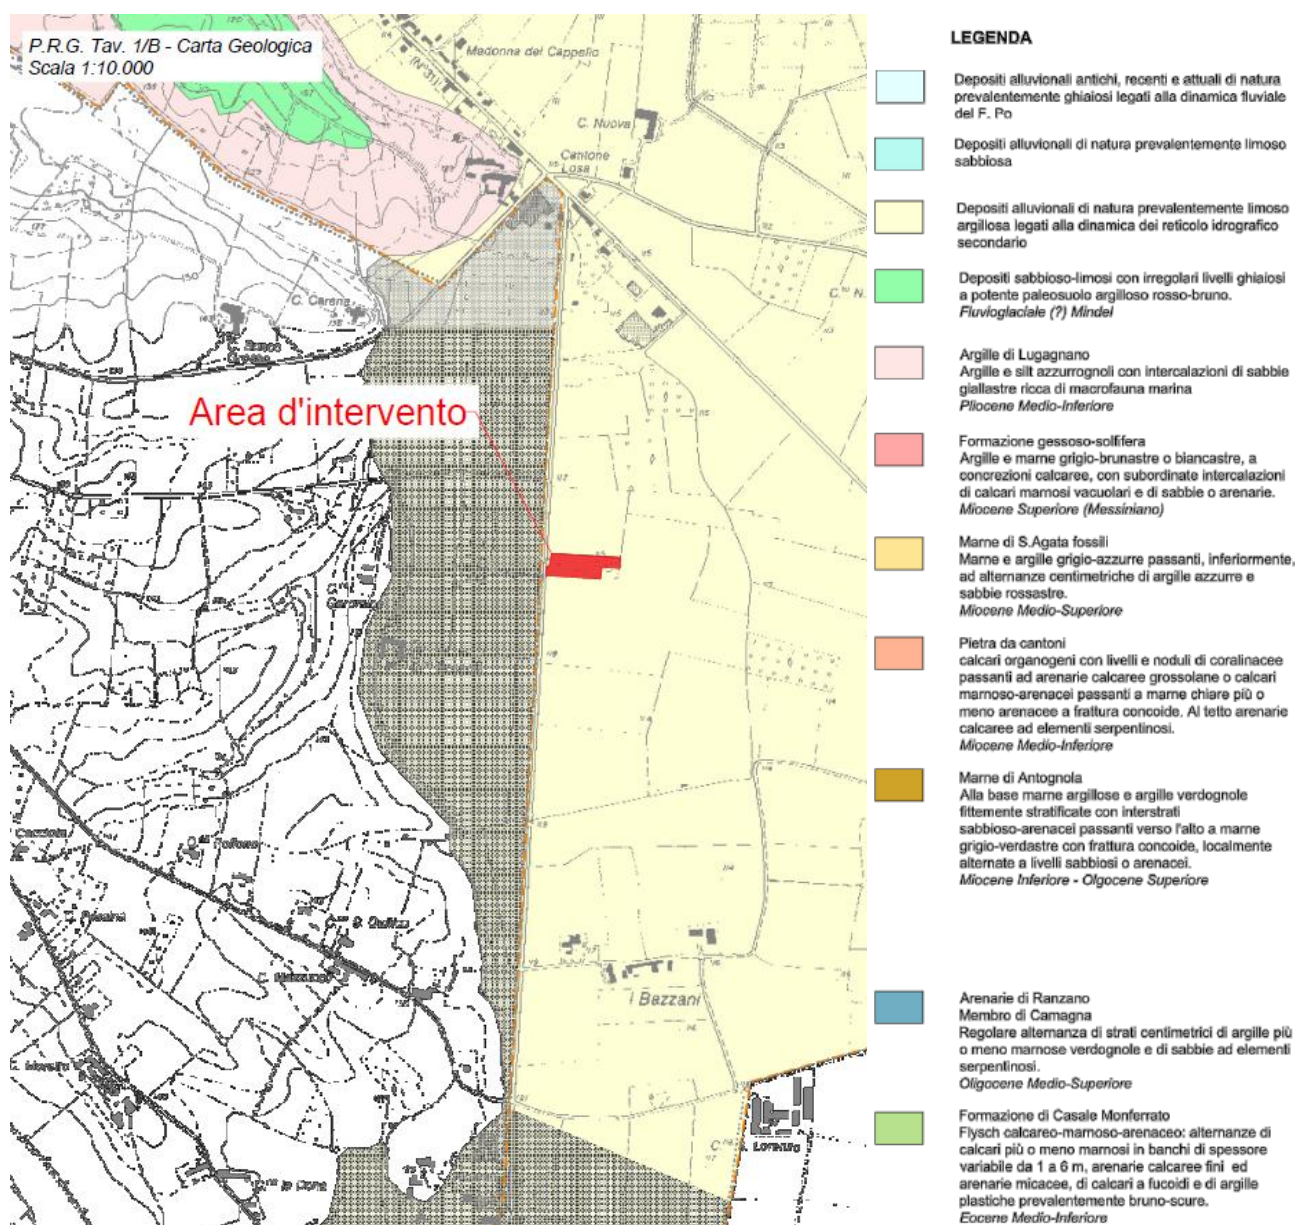 P.R.G. Tav. 1/B - Carta Geologica
Scala 1:10.000
Madonna del Cappello
C. Nuova
Cantone
Losa
C. Carena
Area d'intervento
I Bazzani
Lorenzo
LEGENDA
Depositi alluvionali antichi, recenti e attuali di natura
prevalentemente ghiaiosi legati alla dinamica fluviale
del F. Po
Depositi alluvionali di natura prevalentemente limoso
sabbiosa
Depositi alluvionali di natura prevalentemente limoso
argillosa legati alla dinamica dei reticolo idrografico
secondario
Depositi sabbioso-limosi con irregolari livelli ghiaiosi
a potente paleosuolo argilloso rosso-bruno.
Fluvioglaciale (?) Mindel
Argille di Lugagnano
Argille e silt azzurrognoli con intercalazioni di sabbie
giallastre ricca di macrofauna marina
Pliocene Medio-Inferiore
Formazione gessoso-solfifera
Argille e marne grigio-brunastre o biancastre, a
concrezioni calcaree, con subordinate intercalazioni
di calcari marnosi vacuolari e di sabbie o arenarie.
Miocene Superiore (Messiniano)
Marne di S.Agata fossili
Marne e argille grigio-azzurre passanti, inferiormente,
ad alternanze centimetriche di argille azzurre e
sabbie rossastre.
Miocene Medio-Superiore
Pietra da cantoni
calcari organogeni con livelli e noduli di coralinacee
passanti ad arenarie calcaree grossolane o calcari
marnoso-arenacei passanti a marne chiare più o
meno arenacee a frattura concoide. Al tetto arenarie
calcaree ad elementi serpentinosi.
Miocene Medio-Inferiore
Marne di Antognola
Alla base marne argillose e argille verdognole
fittemente stratificate con interstrati
sabbioso-arenacei passanti verso l'alto a marne
grigio-verdastre con frattura concoide, localmente
alternate a livelli sabbiosi o arenacei.
Miocene Inferiore - Olgocene Superiore
Arenarie di Ranzano
Membro di Camagna
Regolare alternanza di strati centimetrici di argille più
o meno marnose verdognole e di sabbie ad elementi
serpentinosi.
Oligocene Medio-Superiore
Formazione di Casale Monferrato
Flysch calcareo-marnoso-arenaceo: alternanze di
calcari più o meno marnosi in banchi di spessore
variabile da 1 a 6 m, arenarie calcaree fini ed
arenarie micacee, di calcari a fucoidi e di argille
plastiche prevalentemente bruno-scure.
Eocene Medio-Inferiore